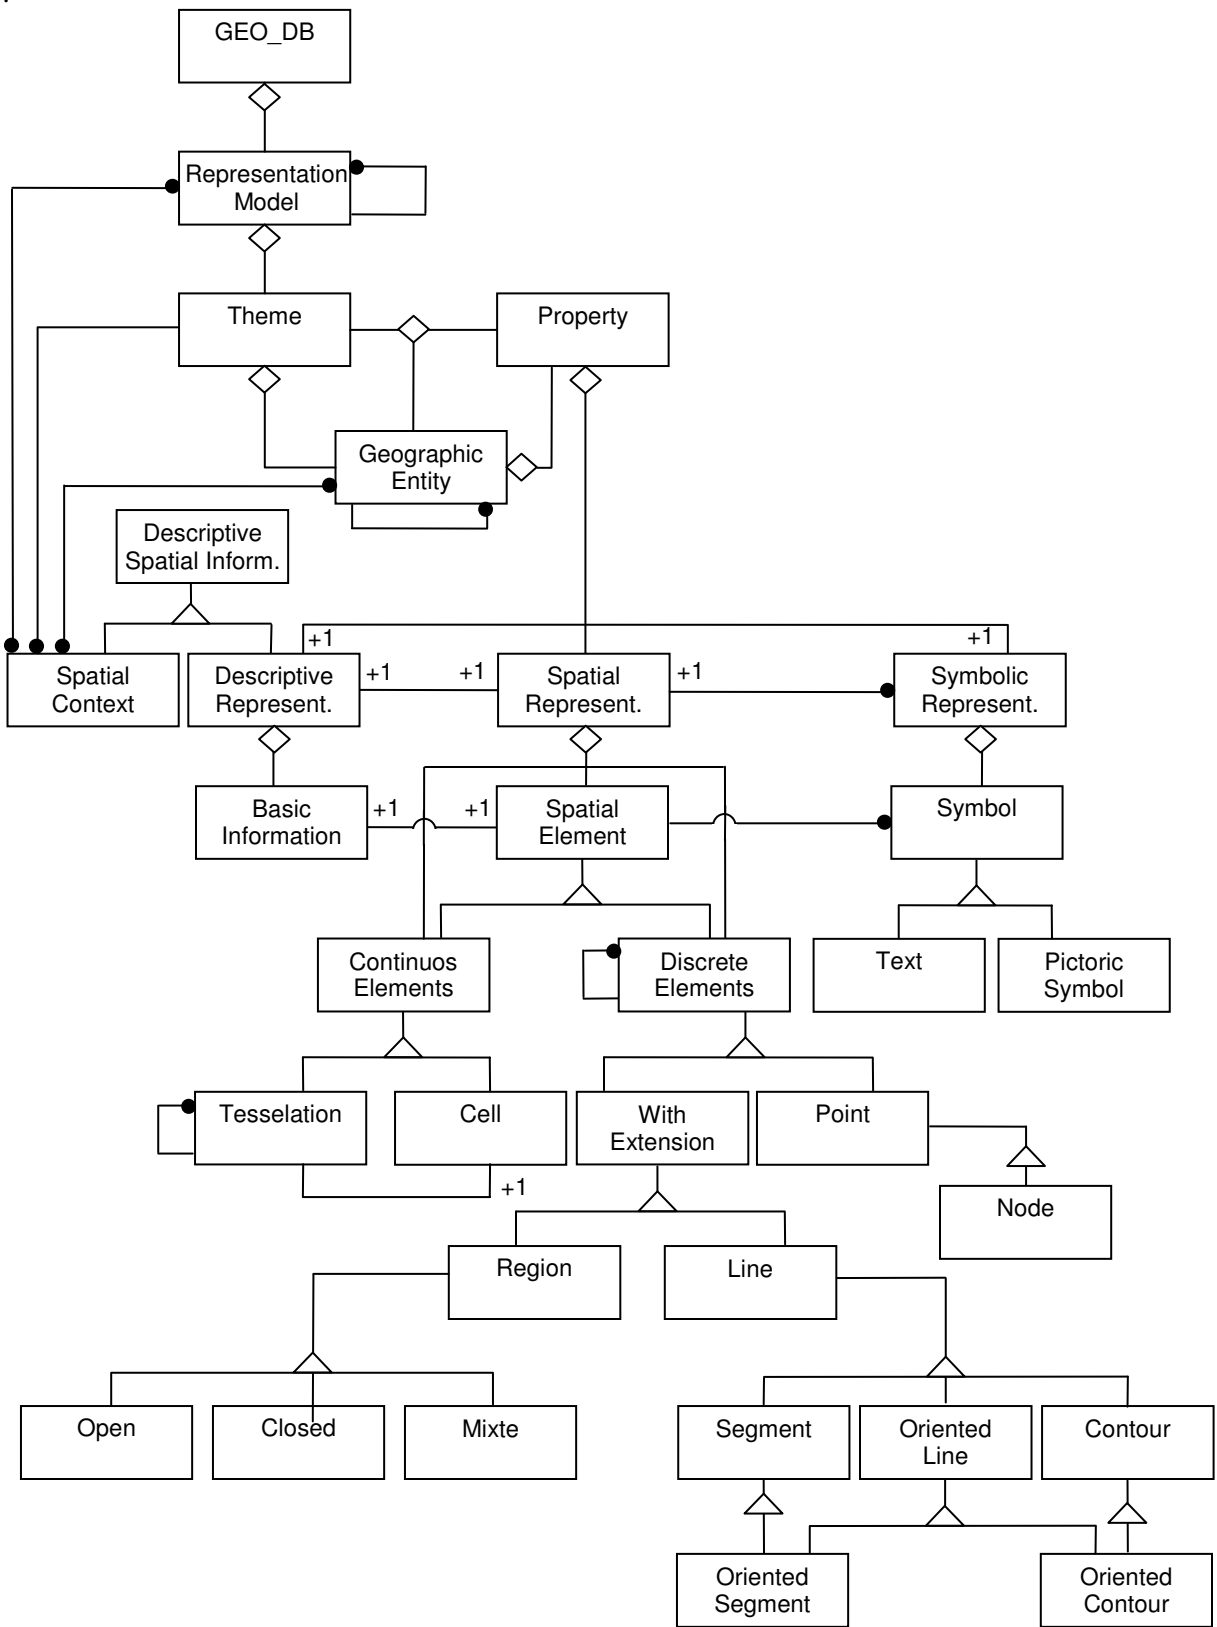 GEO_DB
Representation
Model
Theme
Property
Geographic
Entity
Descriptive
Spatial Inform.
+1
+1
Spatial
Context
Descriptive
Represent.
+1
+1
Spatial
Represent.
+1
Symbolic
Represent.
Basic
Information
+1
+1
Spatial
Element
Symbol
Continuos
Elements
Discrete
Elements
Text
Pictoric
Symbol
Tesselation
Cell
With
Extension
Point
+1
Node
Region
Line
Open
Closed
Mixte
Segment
Oriented
Line
Contour
Oriented
Segment
Oriented
Contour